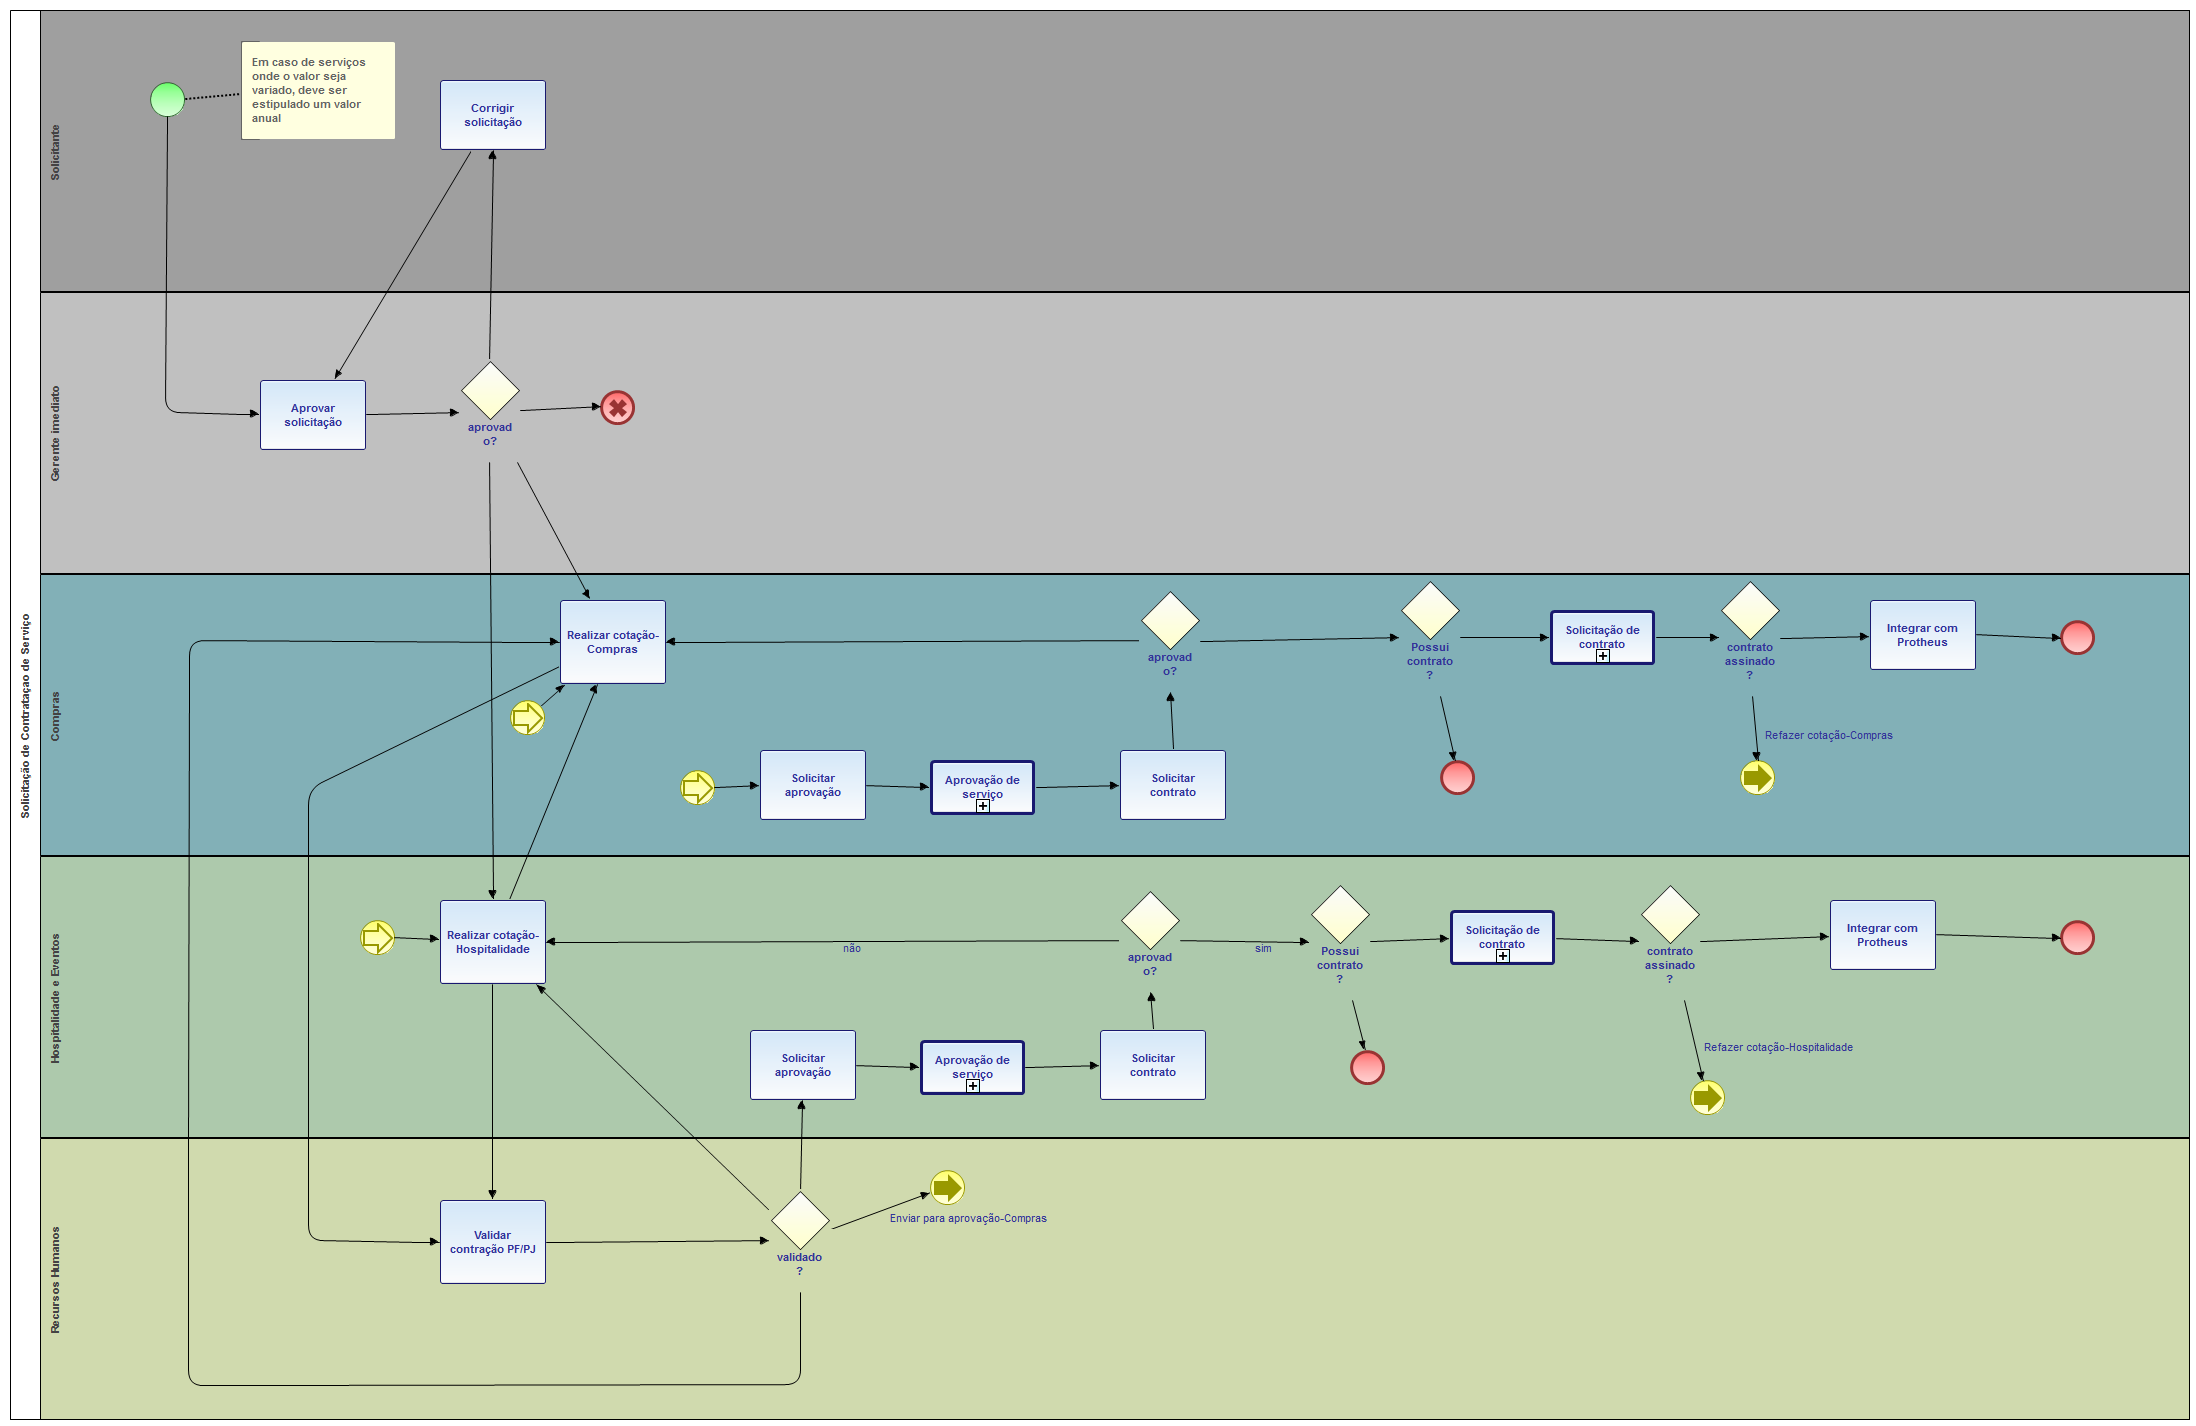 Solicitação de Contratação de Serviço
Solicitante
Em caso de serviços
onde o valor seja
variado, deve ser
estipulado um valor
anual
Corrigir
solicitação
Gerente imediato
Aprovar
solicitação
aprovad
o?
Compras
Realizar cotação-
Compras
aprovad
o?
Possui
contrato
?
Solicitação de
contrato
contrato
assinado
?
Integrar com
Protheus
Refazer cotação-Compras
Solicitar
aprovação
Aprovação de
serviço
Solicitar
contrato
Hospitalidade e Eventos
Realizar cotação-
Hospitalidade
não
aprovad
o?
sim
Possui
contrato
?
Solicitação de
contrato
contrato
assinado
?
Integrar com
Protheus
Refazer cotação-Hospitalidade
Solicitar
aprovação
Aprovação de
serviço
Solicitar
contrato
Recursos Humanos
Validar
contração PF/PJ
validado
?
Enviar para aprovação-Compras